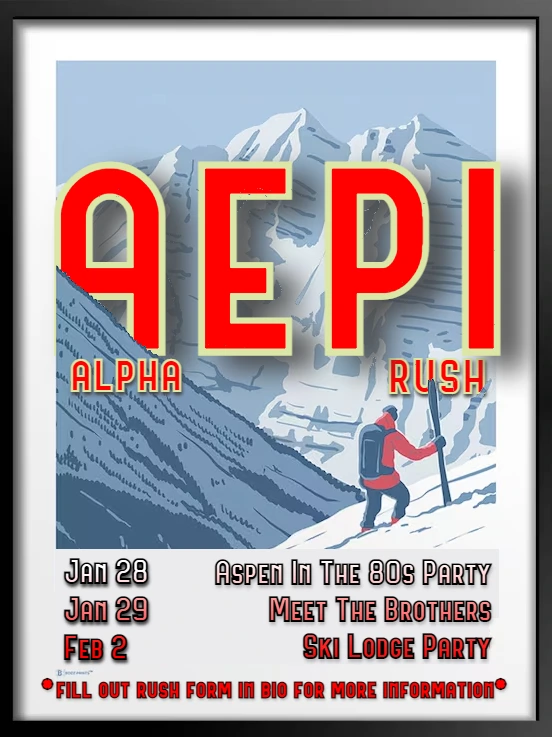 AEPI
ALPHA RUSH
Jan 28 Aspen In The 80s Party
Jan 29 Meet The Brothers
Feb 2 Ski Lodge Party
•FILL OUT RUSH FORM IN BIO FOR MORE INFORMATION•